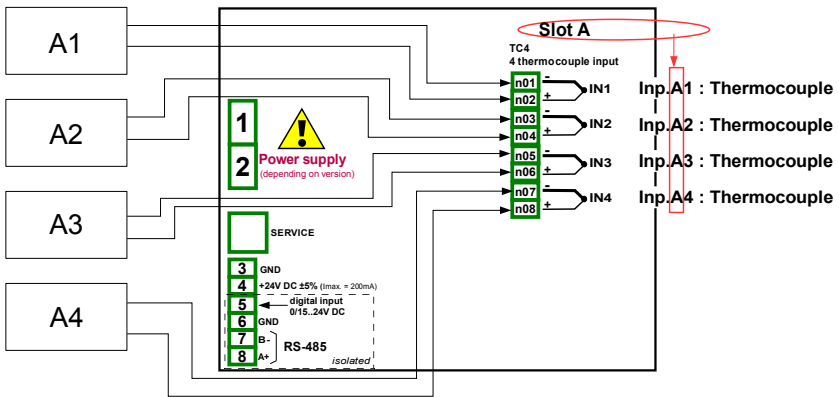 A1
A2
A3
A4
Slot A
TC4
4 thermocouple input
n01 - IN1
n02 +
n03 - IN2
n04 +
n05 - IN3
n06 +
n07 - IN4
n08 +
Inp.A1 : Thermocouple
Inp.A2 : Thermocouple
Inp.A3 : Thermocouple
Inp.A4 : Thermocouple
1
2
!
Power supply
(depending on version)
SERVICE
3 GND
4 +24V DC ±5% (Imax. = 200mA)
5 digital input
0/15..24V DC
6 GND
7 B-
8 A+
RS-485
isolated